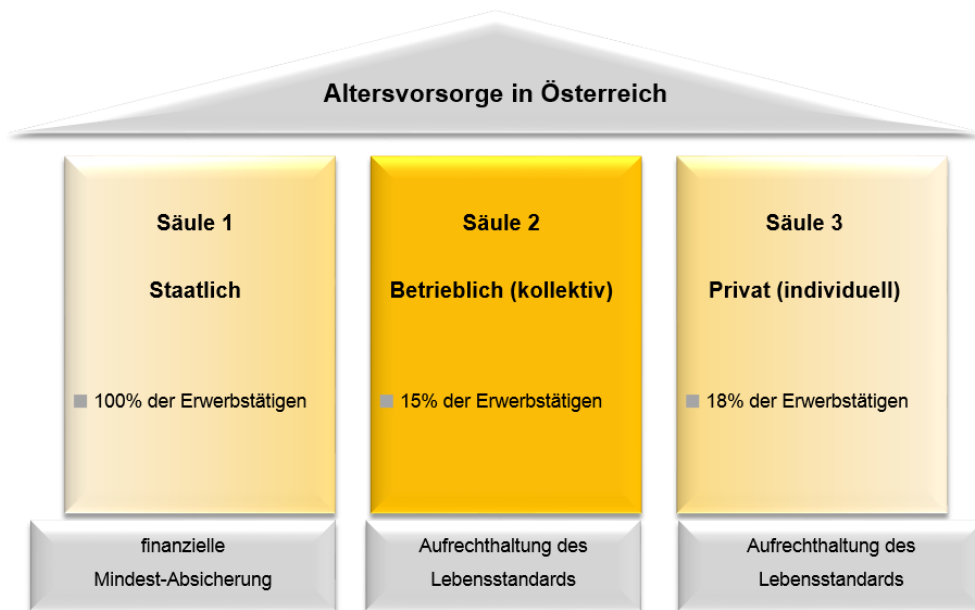 Altersvorsorge in Österreich
Säule 1
Staatlich
100% der Erwerbstätigen
finanzielle
Mindest-Absicherung
Säule 2
Betrieblich (kollektiv)
15% der Erwerbstätigen
Aufrechthaltung des
Lebensstandards
Säule 3
Privat (individuell)
18% der Erwerbstätigen
Aufrechthaltung des
Lebensstandards